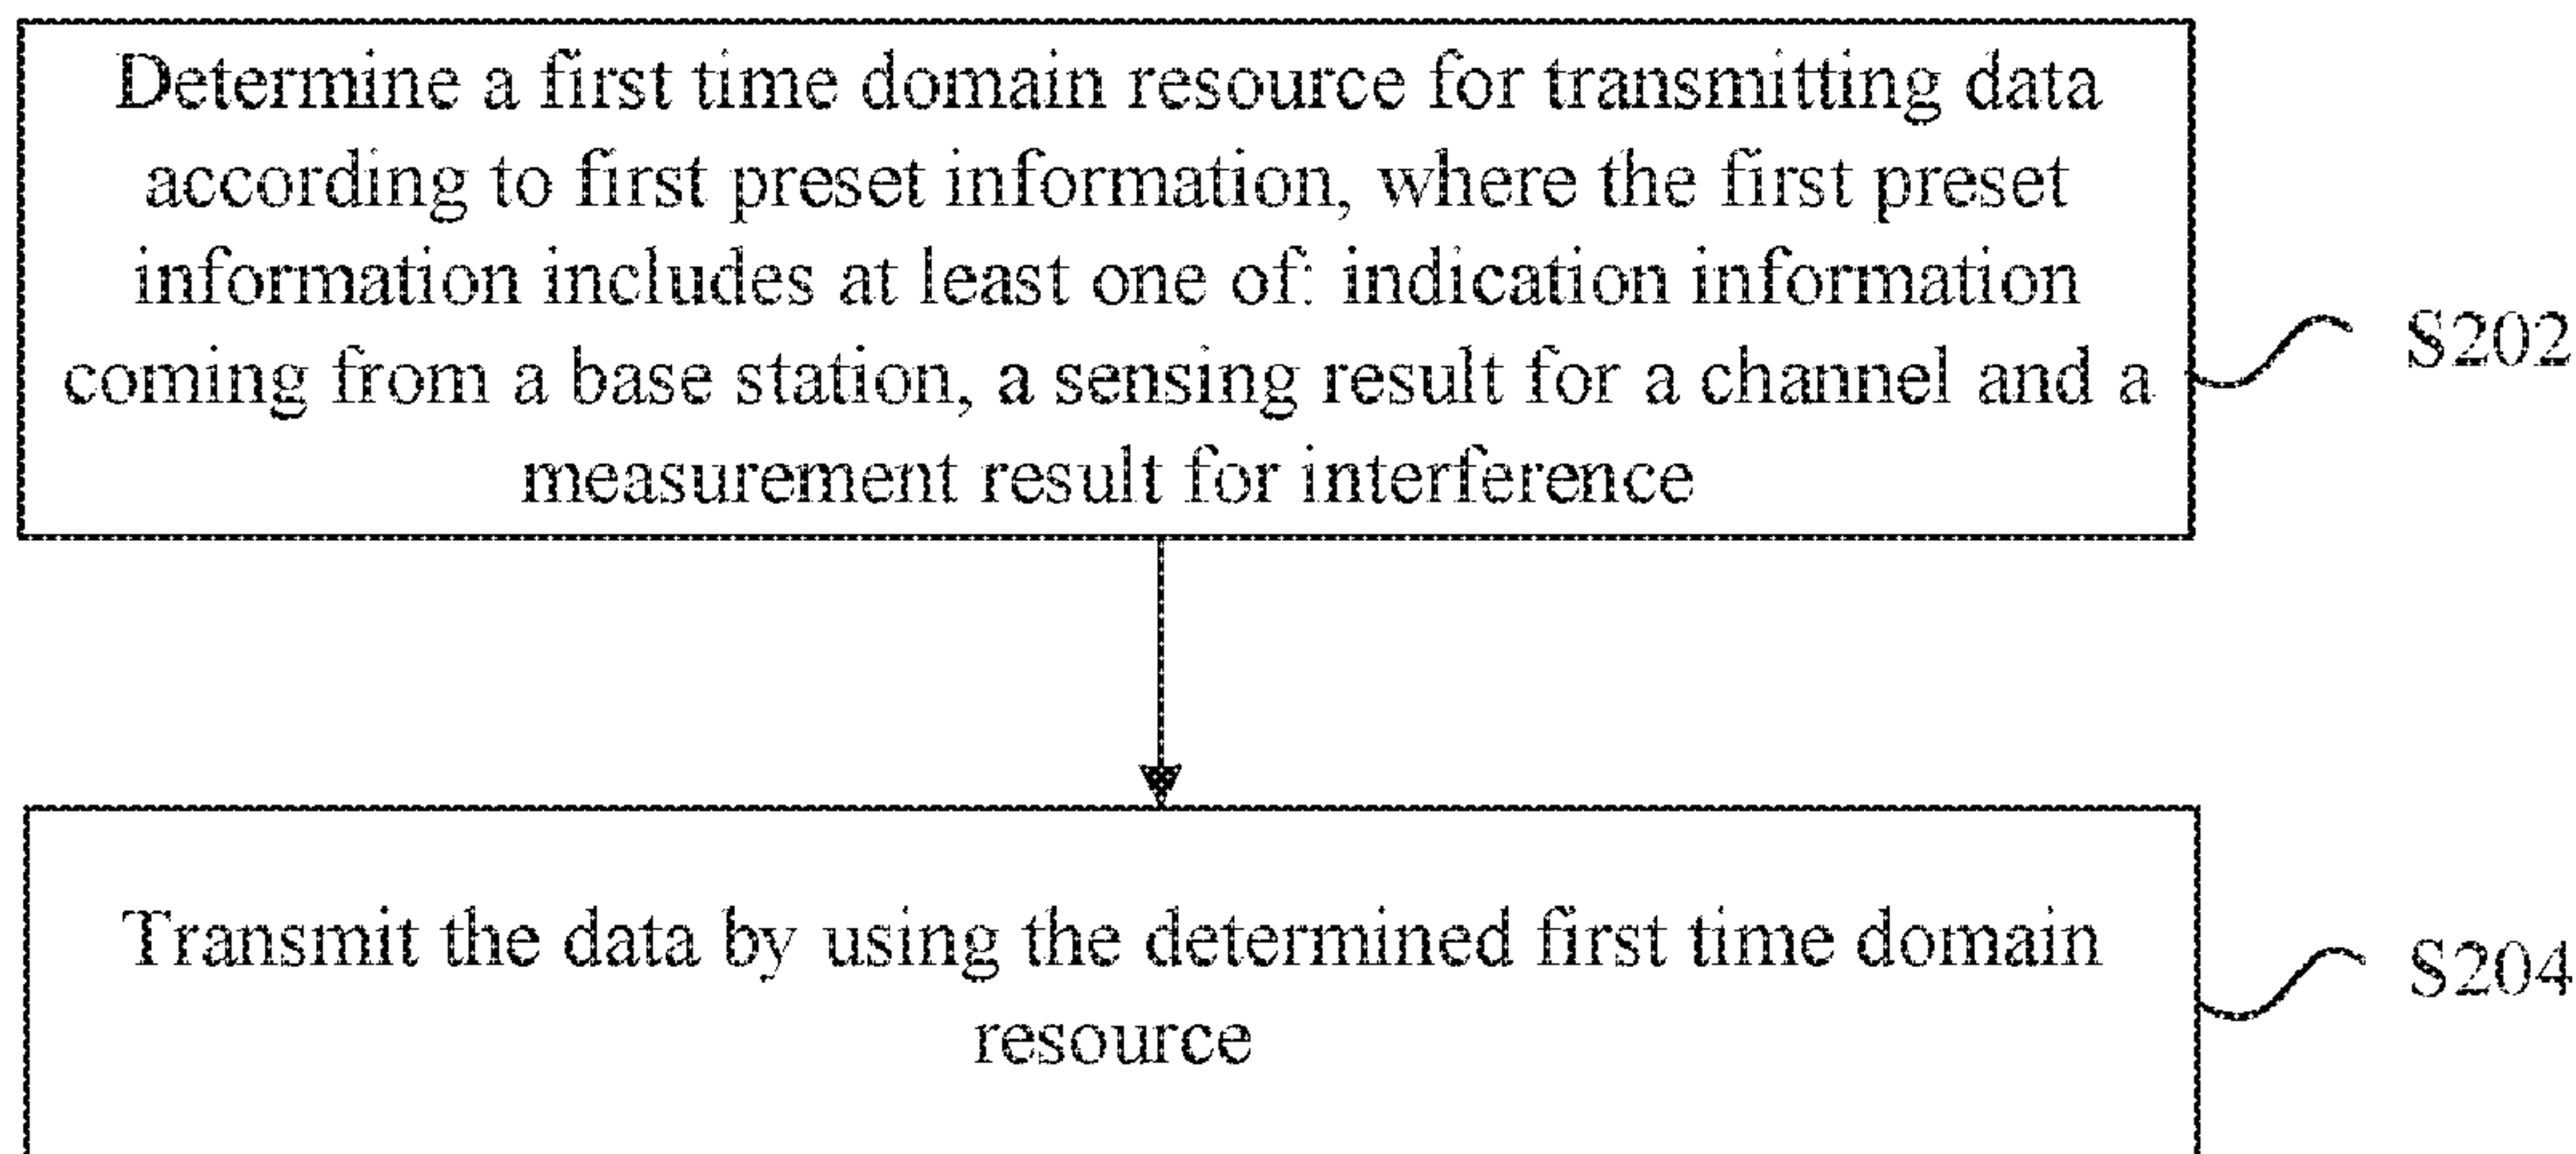 Determine a first time domain resource for transmitting data
according to first preset information, where the first preset
information includes at least one of: indication information
coming from a base station, a sensing result for a channel and a
measurement result for interference
S202
Transmit the data by using the determined first time domain
resource
S204